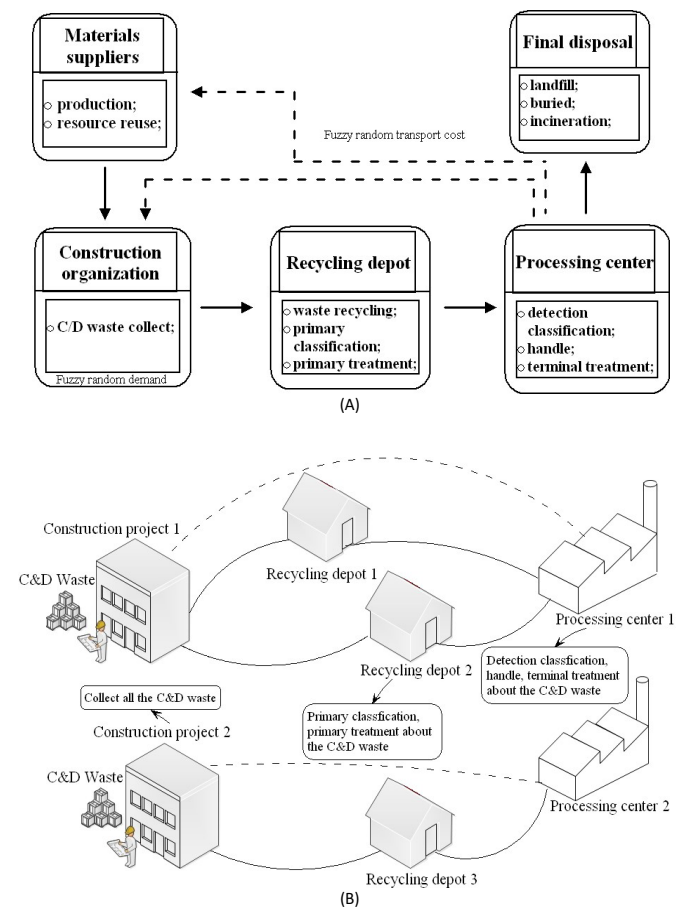 Materials
suppliers
○ production;
○ resource reuse;
Final disposal
○ landfill;
○ buried;
○ incineration;
Fuzzy random transport cost
Construction
organization
○ C/D waste collect;
Fuzzy random demand
Recycling depot
○ waste recycling;
○ primary
classification;
○ primary treatment;
Processing center
○ detection
classification;
○ handle;
○ terminal treatment;
(A)
Construction project 1
C&D Waste
Recycling depot 1
Processing center 1
Recycling depot 2
Detection classfication,
handle, terminal treatment
about the C&D waste
Collect all the C&D waste
Primary classfication,
primary treatment about
the C&D waste
Construction project 2
C&D Waste
Processing center 2
Recycling depot 3
(B)